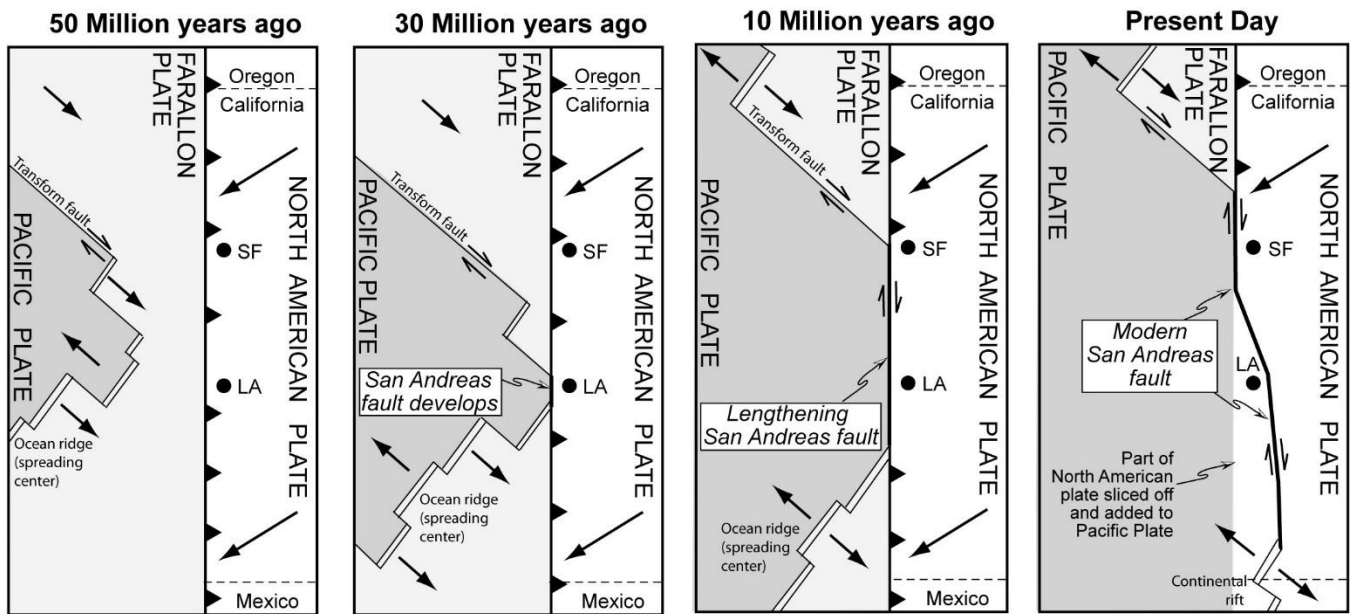 50 Million years ago
FARALLON
PLATE
Oregon
California
Transform fault
PACIFIC PLATE
SF
LA
NORTH AMERICAN PLATE
Ocean ridge
(spreading
center)
Mexico
30 Million years ago
FARALLON
PLATE
Oregon
California
Transform fault
PACIFIC PLATE
SF
LA
NORTH AMERICAN PLATE
San Andreas
fault develops
Ocean ridge
(spreading
center)
Mexico
10 Million years ago
FARALLON
PLATE
Oregon
California
Transform fault
PACIFIC PLATE
SF
LA
NORTH AMERICAN PLATE
Lengthening
San Andreas fault
Ocean ridge
(spreading
center)
Mexico
Present Day
PACIFIC PLATE
FARALLON
PLATE
Oregon
California
SF
NORTH AMERICAN PLATE
Modern
San Andreas
fault
LA
Part of
North American
plate sliced off
and added to
Pacific Plate
Continental
rift
Mexico